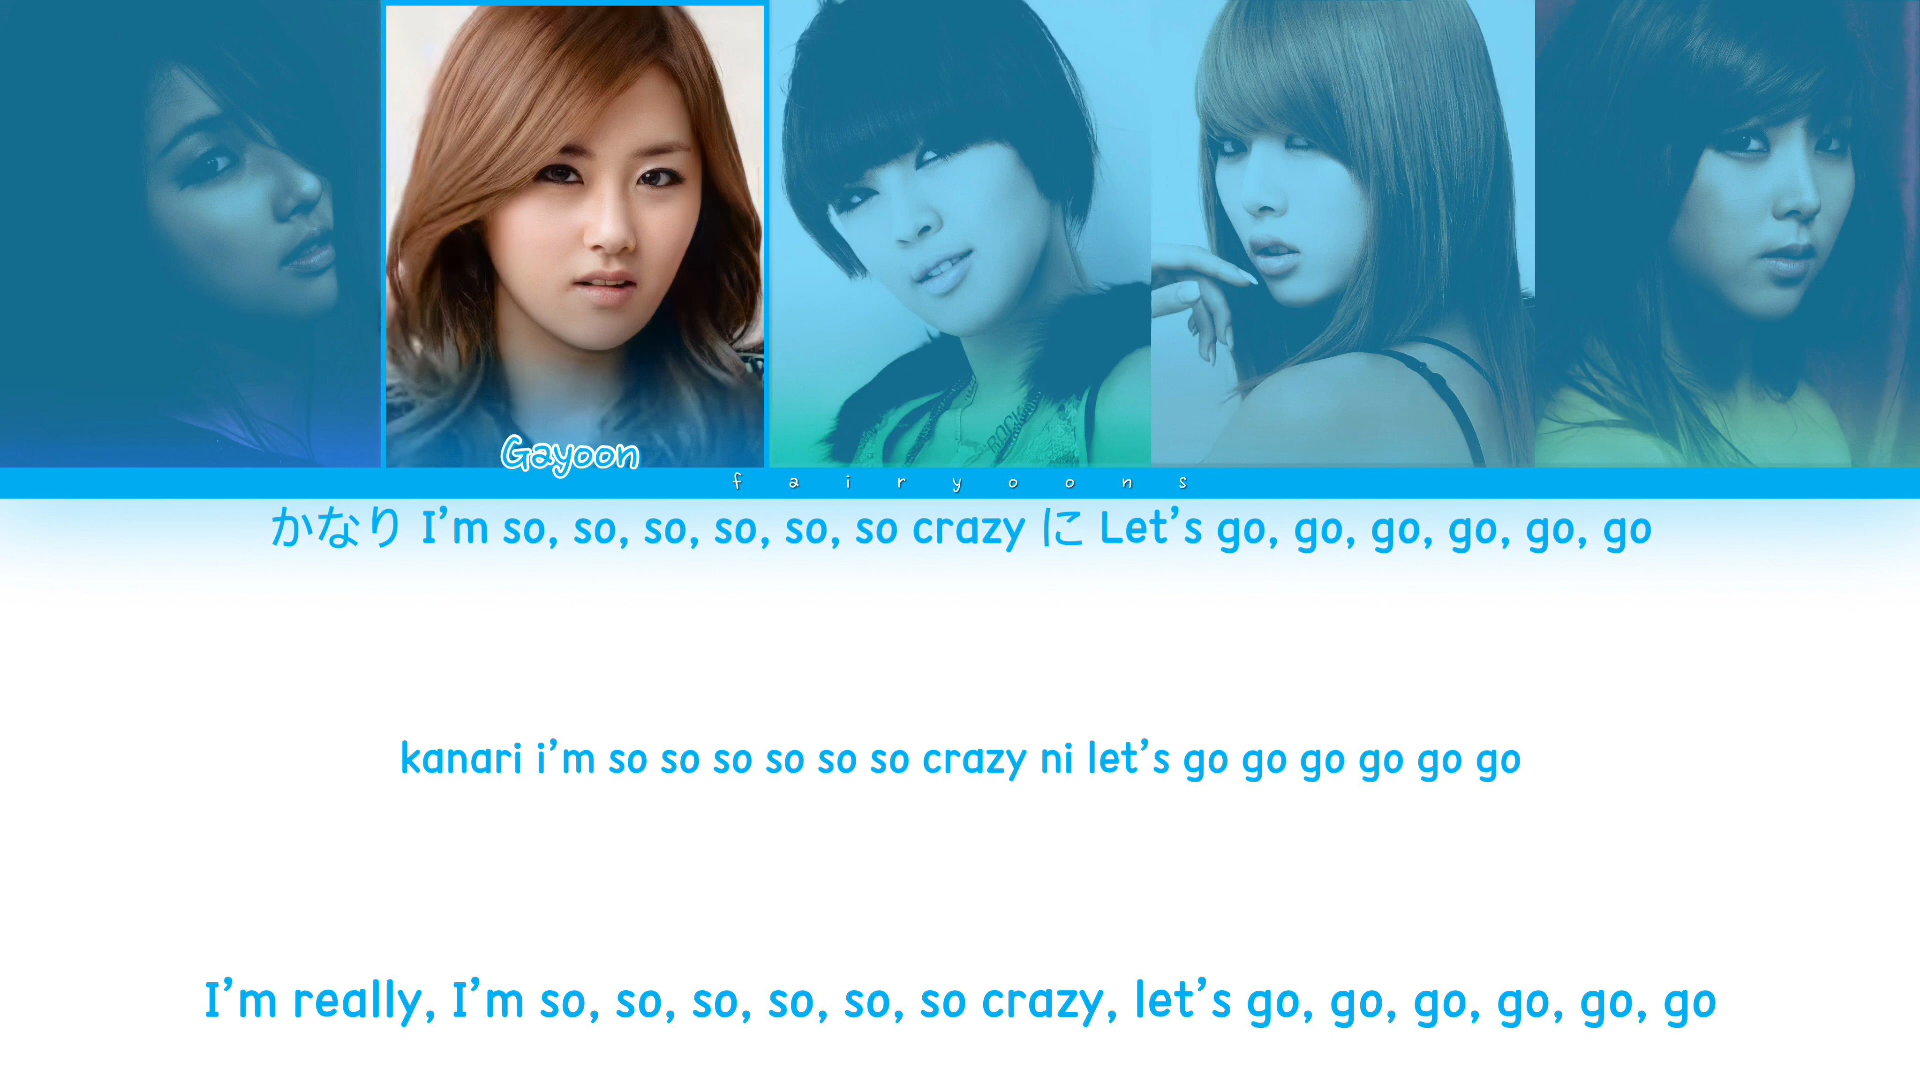 Gayoon
fairyoons
かなり I'm so, so, so, so, so, so crazy に Let's go, go, go, go, go, go
kanari i'm so so so so so so crazy ni let's go go go go go go
I'm really, I'm so, so, so, so, so, so crazy, let's go, go, go, go, go, go